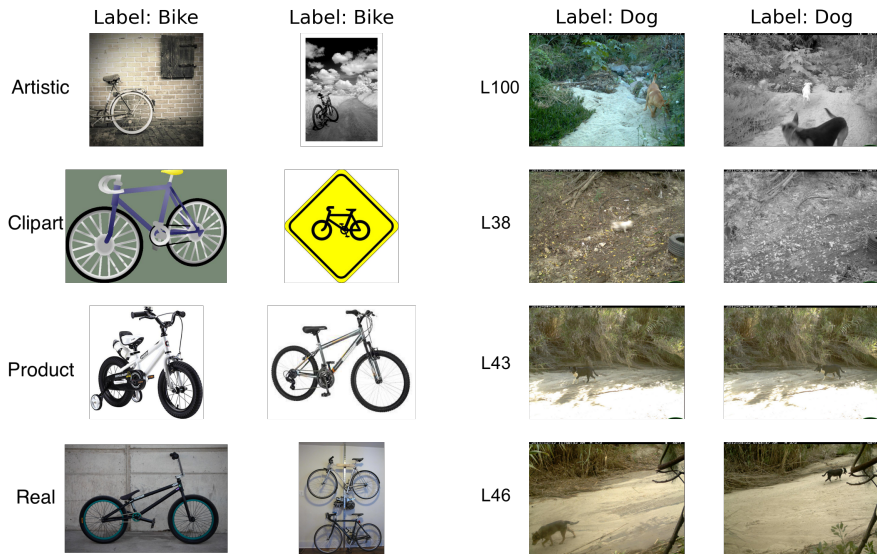 Label: Bike
Label: Bike
Label: Dog
Label: Dog
Artistic
L100
Clipart
L38
Product
L43
Real
L46